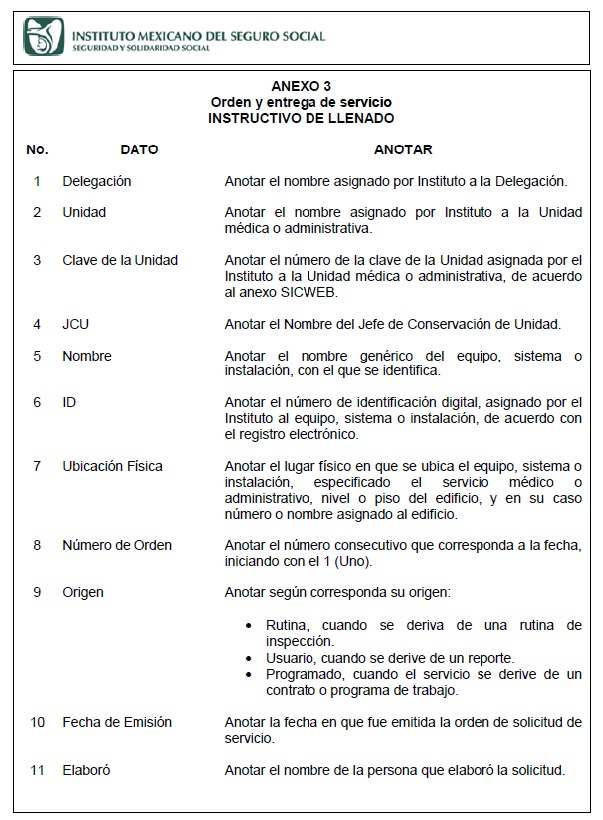 INSTITUTO MEXICANO DEL SEGURO SOCIAL
SEGURIDAD Y SOLIDARIDAD SOCIAL
ANEXO 3
Orden y entrega de servicio
INSTRUCTIVO DE LLENADO
No. DATO ANOTAR
1 Delegación Anotar el nombre asignado por Instituto a la Delegación.
2 Unidad Anotar el nombre asignado por Instituto a la Unidad
médica o administrativa.
3 Clave de la Unidad Anotar el número de la clave de la Unidad asignada por el
Instituto a la Unidad médica o administrativa, de acuerdo
al anexo SICWEB.
4 JCU Anotar el Nombre del Jefe de Conservación de Unidad.
5 Nombre Anotar el nombre genérico del equipo, sistema o
instalación, con el que se identifica.
6 ID Anotar el número de identificación digital, asignado por el
Instituto al equipo, sistema o instalación, de acuerdo con
el registro electrónico.
7 Ubicación Física Anotar el lugar físico en que se ubica el equipo, sistema o
instalación, especificado el servicio médico o
administrativo, nivel o piso del edificio, y en su caso
número o nombre asignado al edificio.
8 Número de Orden Anotar el número consecutivo que corresponda a la fecha,
iniciando con el 1 (Uno).
9 Origen Anotar según corresponda su origen:
• Rutina, cuando se deriva de una rutina de
inspección.
• Usuario, cuando se derive de un reporte.
• Programado, cuando el servicio se derive de un
contrato o programa de trabajo.
10 Fecha de Emisión Anotar la fecha en que fue emitida la orden de solicitud de
servicio.
11 Elaboró Anotar el nombre de la persona que elaboró la solicitud.